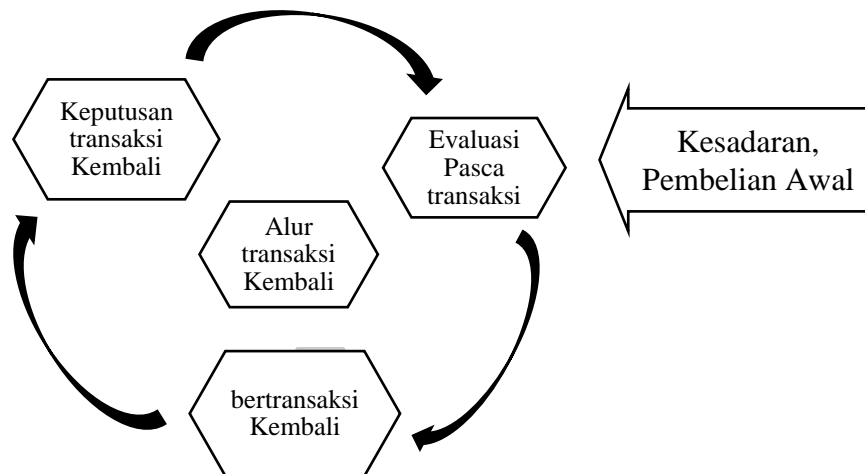 Keputusan
transaksi
Kembali
Evaluasi
Pasca
transaksi
Kesadaran,
Pembelian Awal
Alur
transaksi
Kembali
bertransaksi
Kembali